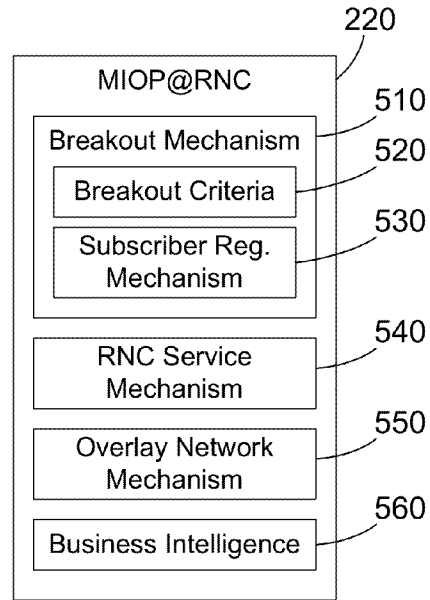 220
MIOP@RNC
510
Breakout Mechanism
520
Breakout Criteria
530
Subscriber Reg.
Mechanism
540
RNC Service
Mechanism
550
Overlay Network
Mechanism
560
Business Intelligence